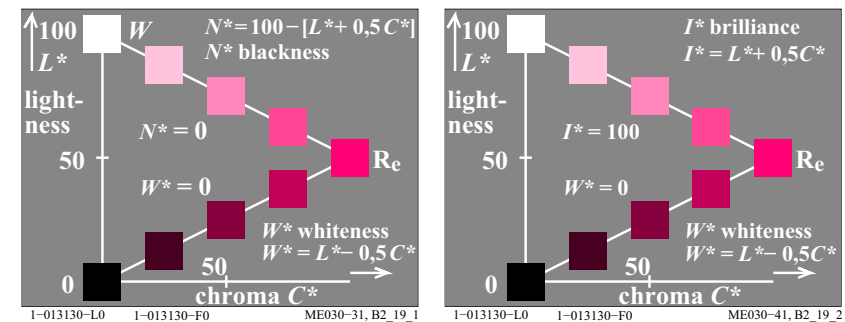 100 W N*=100−[L*+ 0,5C*]
L* N* blackness
light-
ness
N* = 0
50 Re
W* = 0
W* whiteness
50 W* = L*− 0,5C*
0
chroma C*
1−013130−L0 1−013130−F0 ME030−31, B2_19_1
100 I* brilliance
L* I* = L*+ 0,5C*
light-
ness
I* = 100
50 Re
W* = 0
W* whiteness
50 W* = L*− 0,5C*
0
chroma C*
1−013130−L0 1−013130−F0 ME030−41, B2_19_2